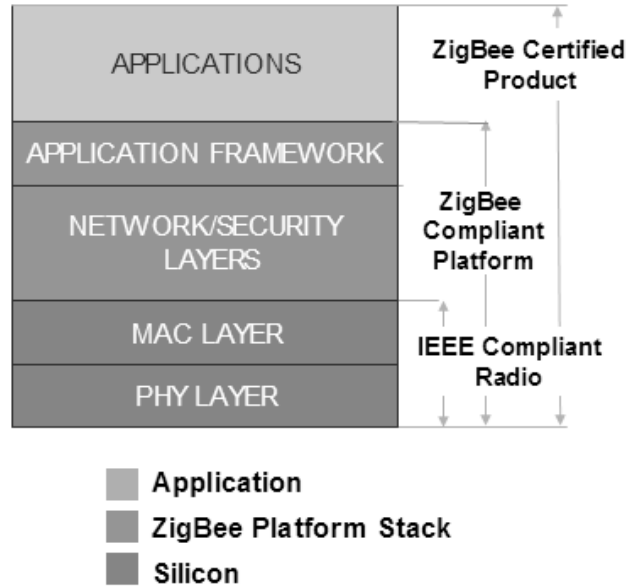 APPLICATIONS
ZigBee Certified
Product
APPLICATION FRAMEWORK
ZigBee
Compliant
Platform
NETWORK/SECURITY
LAYERS
MAC LAYER
IEEE Compliant
Radio
PHY LAYER
Application
ZigBee Platform Stack
Silicon